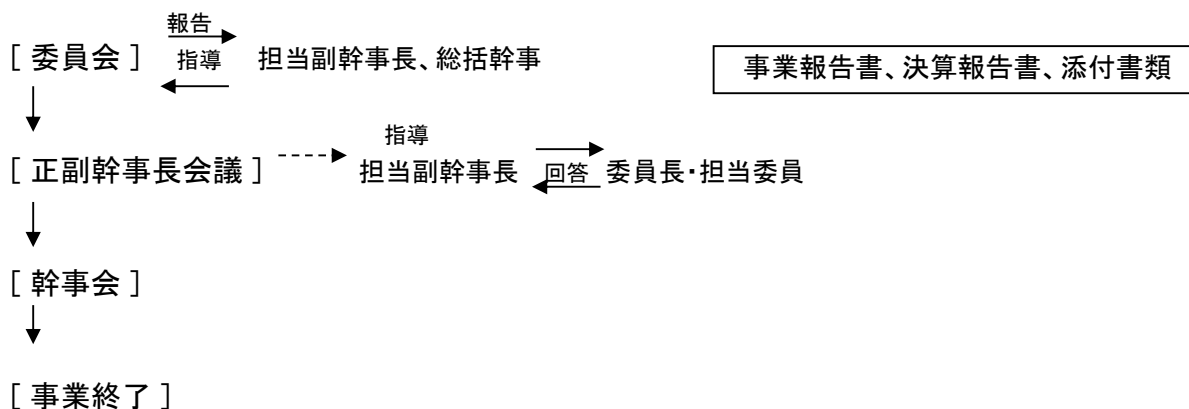 報告
[ 委員会 ] 指導 担当副幹事長、総括幹事
事業報告書、決算報告書、添付書類
指導
[ 正副幹事長会議 ] 担当副幹事長 回答 委員長・担当委員
[ 幹事会 ]
[ 事業終了 ]